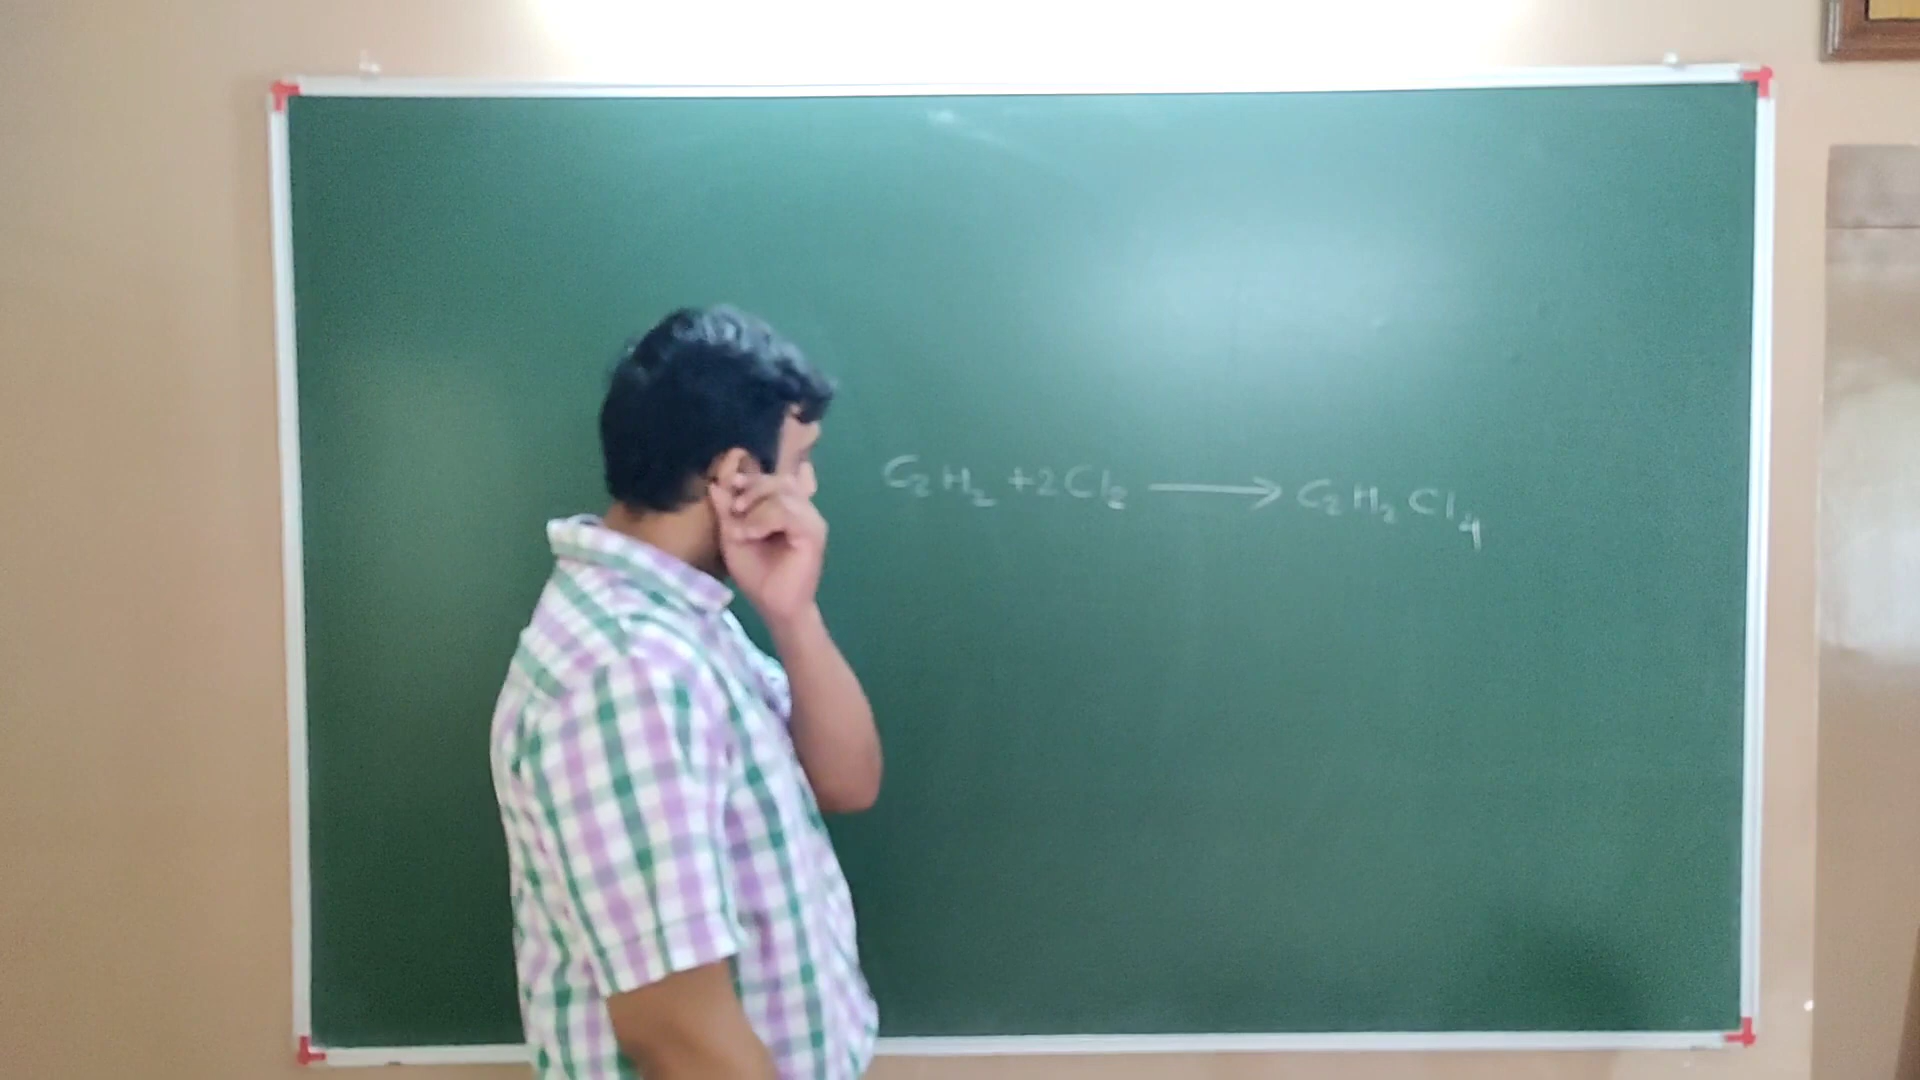 C₂H₂ + 2Cl₂ ⟶ C₂H₂Cl₄